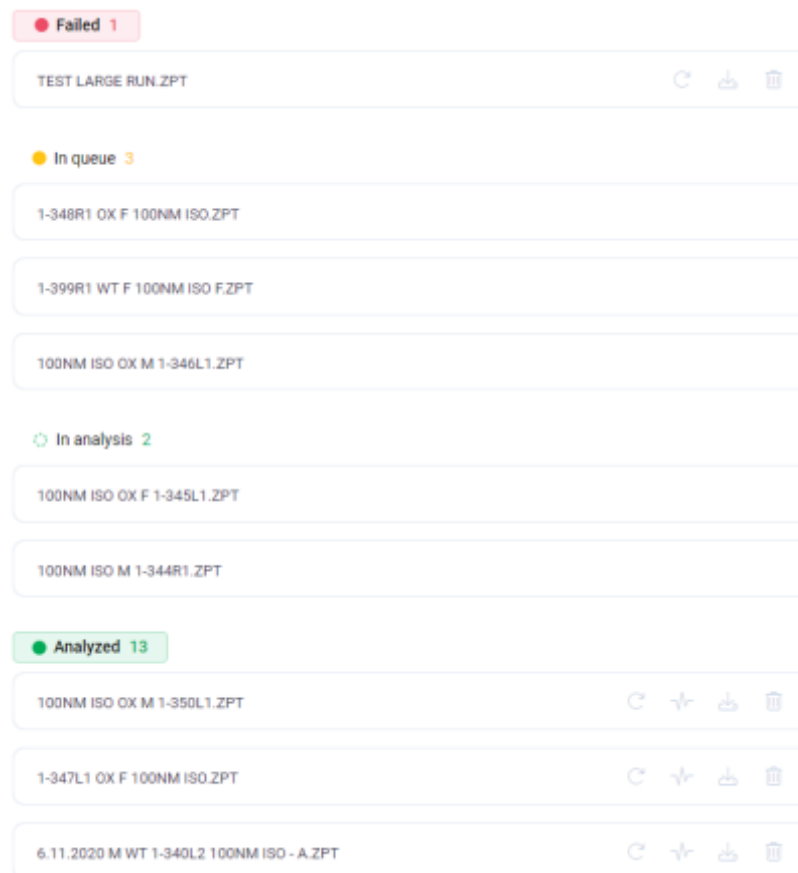 Failed 1
TEST LARGE RUN.ZPT
In queue 3
1-348R1 OX F 100NM ISO.ZPT
1-399R1 WT F 100NM ISO F.ZPT
100NM ISO OX M 1-346L1.ZPT
In analysis 2
100NM ISO OX F 1-345L1.ZPT
100NM ISO M 1-344R1.ZPT
Analyzed 13
100NM ISO OX M 1-350L1.ZPT
1-347L1 OX F 100NM ISO.ZPT
6.11.2020 M WT 1-340L2 100NM ISO - A.ZPT